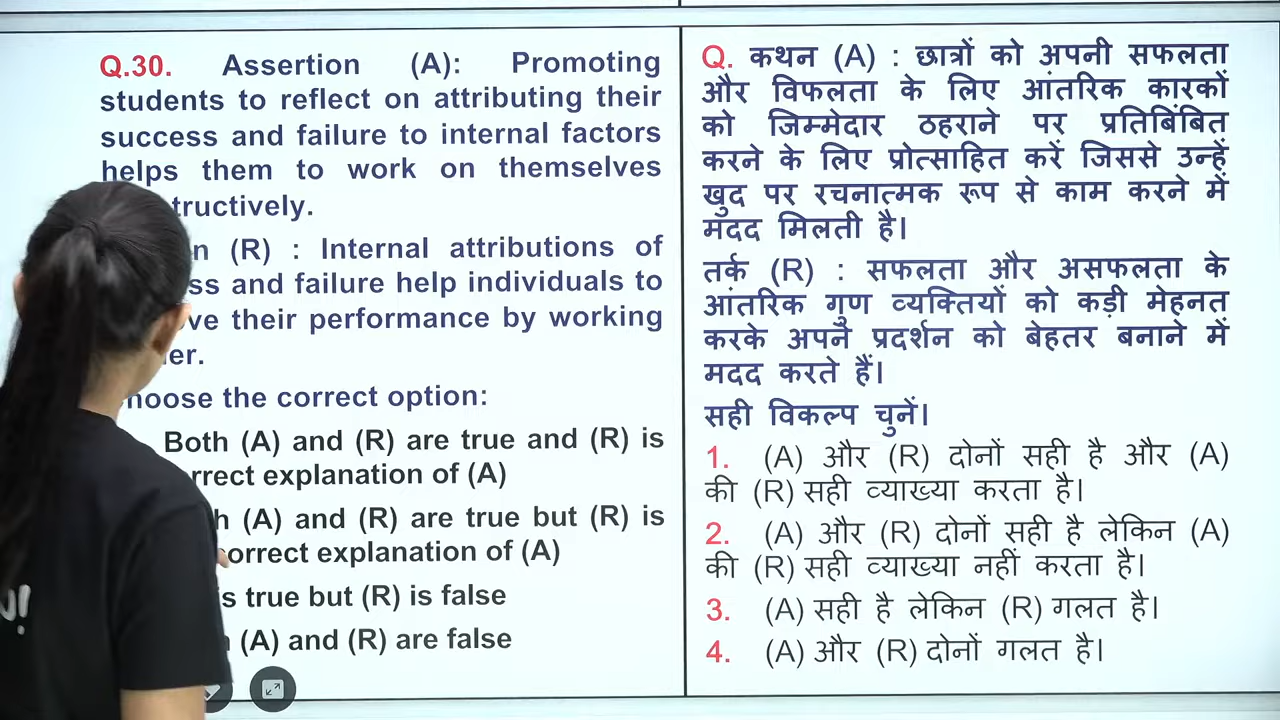 Q.30. Assertion (A): Promoting
students to reflect on attributing their
success and failure to internal factors
helps them to work on themselves
tructively.
n (R) : Internal attributions of
ss and failure help individuals to
ve their performance by working
er.
hoose the correct option:
Both (A) and (R) are true and (R) is
rrect explanation of (A)
h (A) and (R) are true but (R) is
orrect explanation of (A)
is true but (R) is false
(A) and (R) are false
Q. कथन (A) : छात्रों को अपनी सफलता
और विफलता के लिए आंतरिक कारकों
को जिम्मेदार ठहराने पर प्रतिबिंबित
करने के लिए प्रोत्साहित करें जिससे उन्हें
खुद पर रचनात्मक रूप से काम करने में
मदद मिलती है।
तर्क (R) : सफलता और असफलता के
आंतरिक गुण व्यक्तियों को कड़ी मेहनत
करके अपने प्रदर्शन को बेहतर बनाने में
मदद करते हैं।
सही विकल्प चुनें।
1. (A) और (R) दोनों सही है और (A)
की (R) सही व्याख्या करता है।
2. (A) और (R) दोनों सही है लेकिन (A)
की (R) सही व्याख्या नहीं करता है।
3. (A) सही है लेकिन (R) गलत है।
4. (A) और (R) दोनों गलत है।